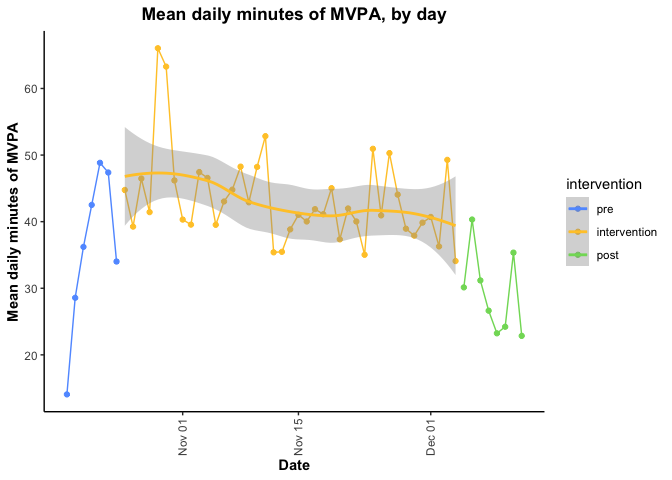 Mean daily minutes of MVPA, by day
Mean daily minutes of MVPA
60
50
40
30
20
Nov 01
Nov 15
Dec 01
Date
intervention
pre
intervention
post